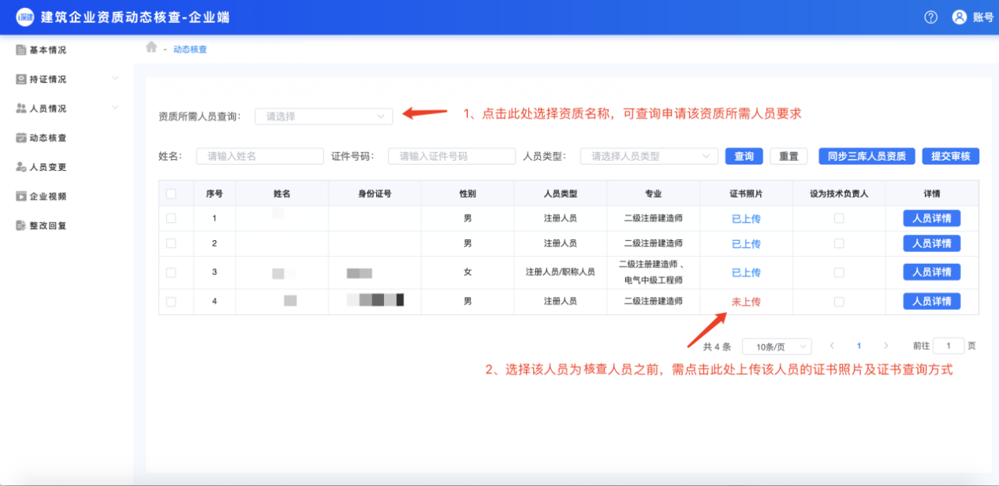 i深建 建筑企业资质动态核查-企业端 账号
基本情况
持证情况
人员情况
动态核查
人员变更
企业视频
整改回复
- 动态核查
资质所需人员查询: 请选择 1、点击此处选择资质名称，可查询申请该资质所需人员要求
姓名: 请输入姓名 证件号码: 请输入证件号码 人员类型: 请选择人员类型 查询 重置 同步三库人员资质 提交审核
序号 姓名 身份证号 性别 人员类型 专业 证书照片 设为技术负责人 详情
1 男 注册人员 二级注册建造师 已上传 人员详情
2 男 注册人员 二级注册建造师 已上传 人员详情
3 女 注册人员/职称人员 二级注册建造师 、 已上传 人员详情
电气中级工程师
4 男 注册人员 二级注册建造师 未上传 人员详情
共 4 条 10条/页 1 前往 1 页
2、选择该人员为核查人员之前，需点击此处上传该人员的证书照片及证书查询方式